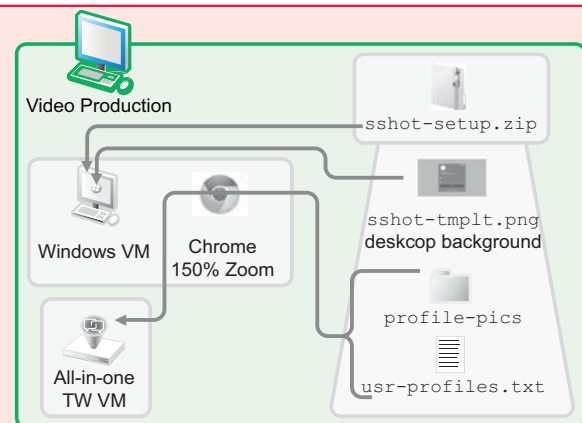 Video Production
sshot-setup.zip
sshot-tmplt.png
deskcop background
Windows VM
Chrome
150% Zoom
profile-pics
usr-profiles.txt
All-in-one
TW VM